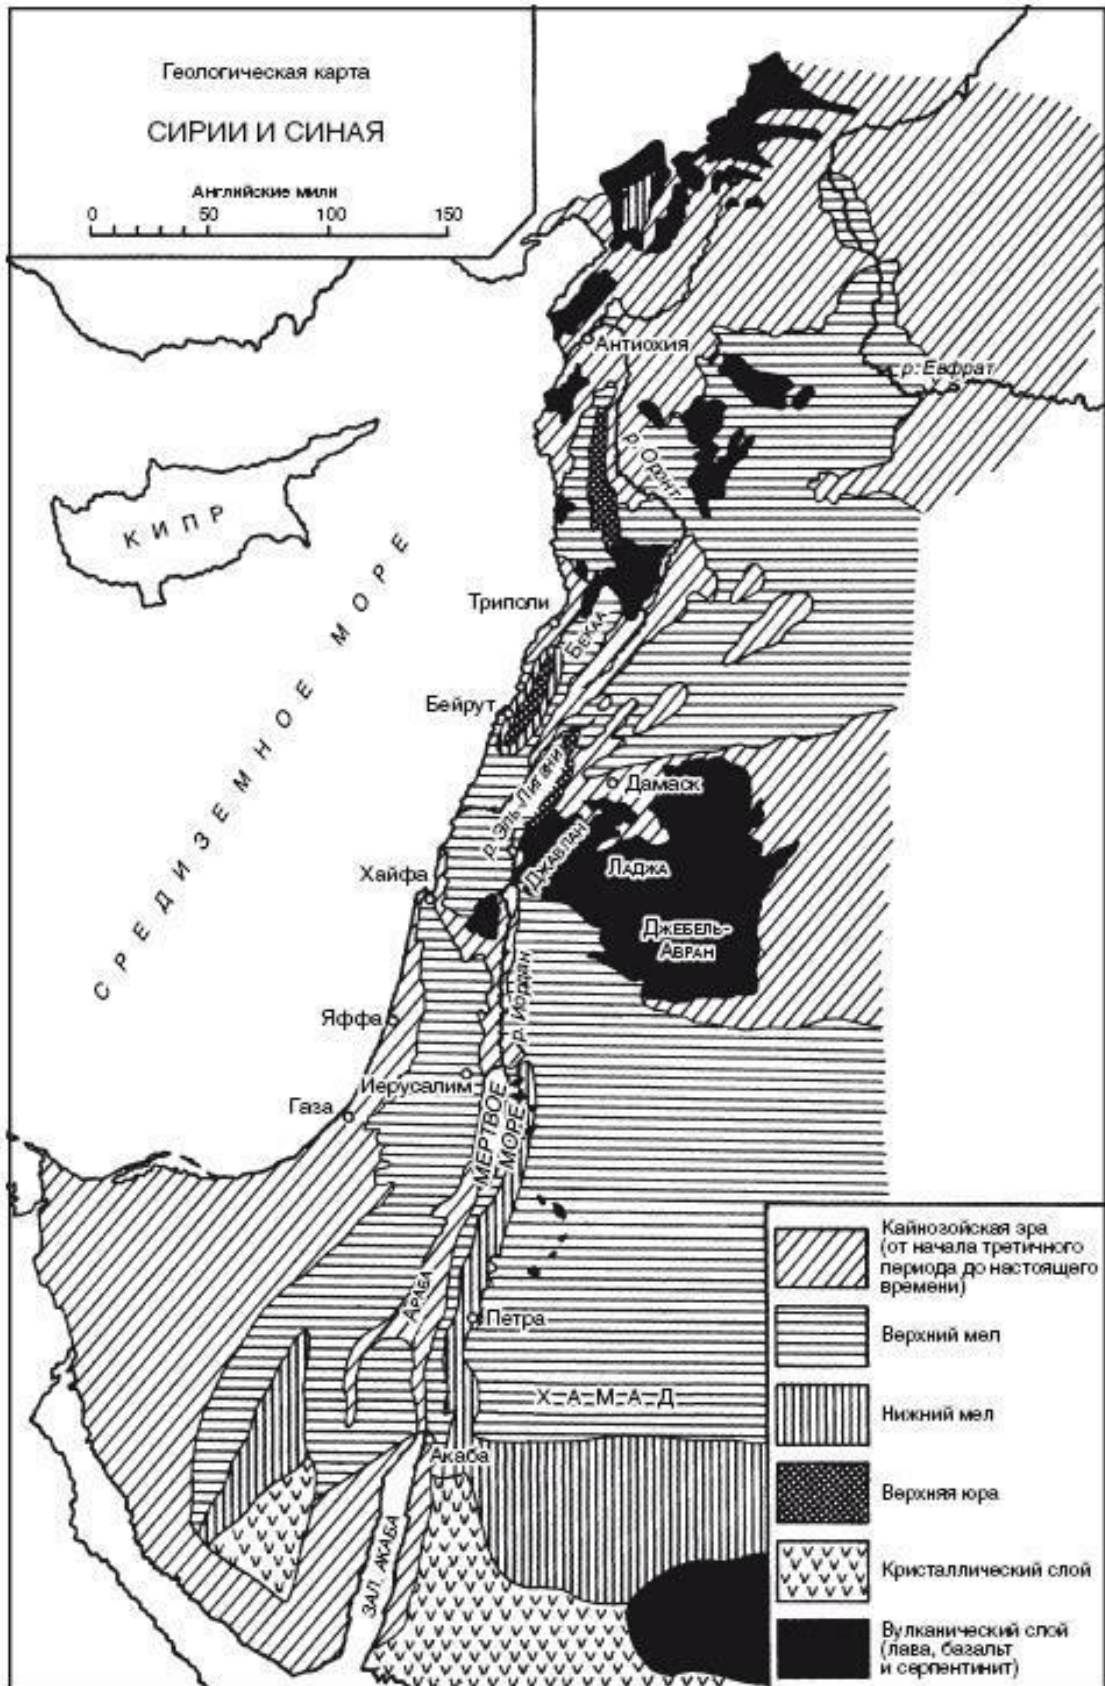 Геологическая карта
СИРИИ И СИНАЯ
Английские мили
0 50 100 150
Антиохия
р. Евфрат
р. Оронт
КИПР
СРЕДИЗЕМНОЕ МОРЕ
Триполи
БЕКАА
Бейрут
р. Эль-Литани
Дамаск
ДЖАВЛАН
ЛАДЖА
Хайфа
ДЖЕБЕЛЬ-
АВРАН
р. Иордан
Яффа
Иерусалим
Газа
МЕРТВОЕ
МОРЕ
АРАБА
Петра
ХАМАД
Акаба
ЗАЛ. АКАБА
Кайнозойская эра
(от начала третичного
периода до настоящего
времени)
Верхний мел
Нижний мел
Верхняя юра
Кристаллический слой
Вулканический слой
(лава, базальт
и серпентинит)